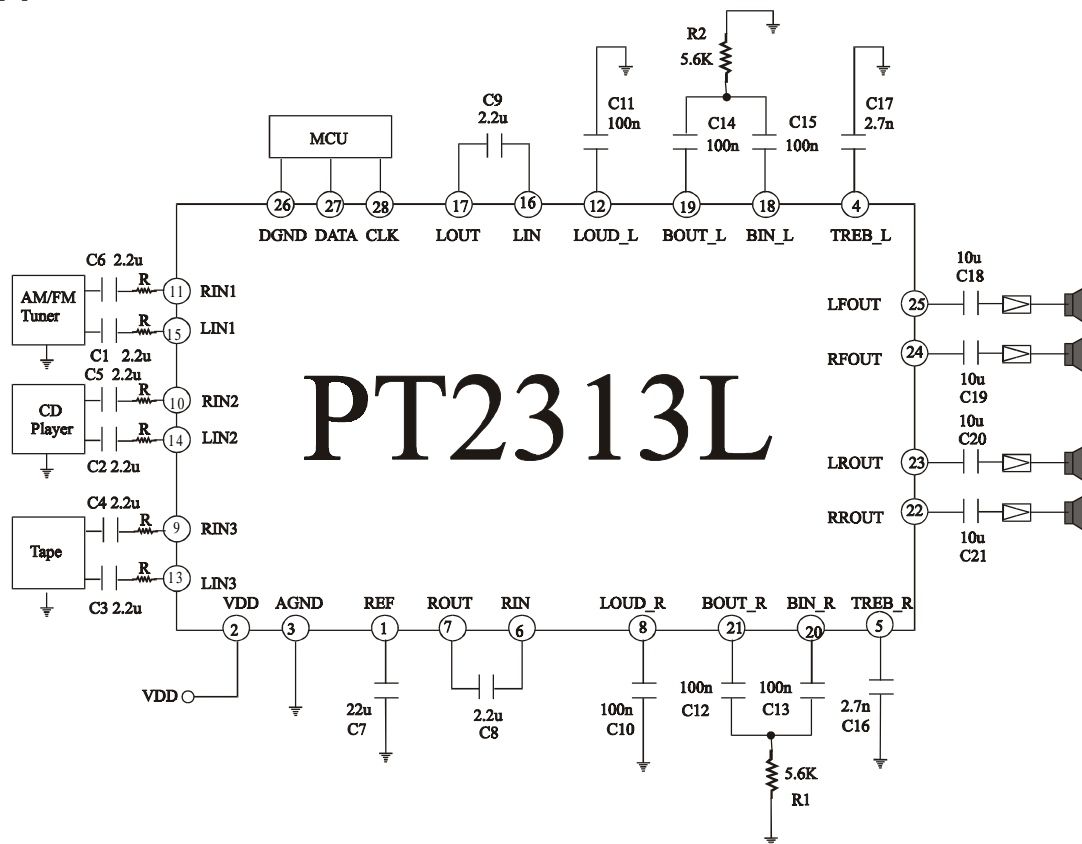 R2
5.6K
C11
100n
C17
2.7n
C9
2.2u
C14
100n
C15
100n
MCU
26
27
28
17
16
12
19
18
4
DGND
DATA
CLK
LOUT
LIN
LOUD_L
BOUT_L
BIN_L
TREB_L
AM/FM
Tuner
C6 2.2u
R
11
RIN1
C1 2.2u
R
15
LIN1
CD
Player
C5 2.2u
R
10
RIN2
C2 2.2u
R
14
LIN2
Tape
C4 2.2u
R
9
RIN3
C3 2.2u
R
13
LIN3
PT2313L
LFOUT
25
10u
C18
RFOUT
24
10u
C19
LROUT
23
10u
C20
RROUT
22
10u
C21
VDD
AGND
REF
ROUT
RIN
LOUD_R
BOUT_R
BIN_R
TREB_R
2
3
1
7
6
8
21
20
5
VDD
22u
C7
2.2u
C8
100n
C10
100n
C12
100n
C13
2.7n
C16
5.6K
R1